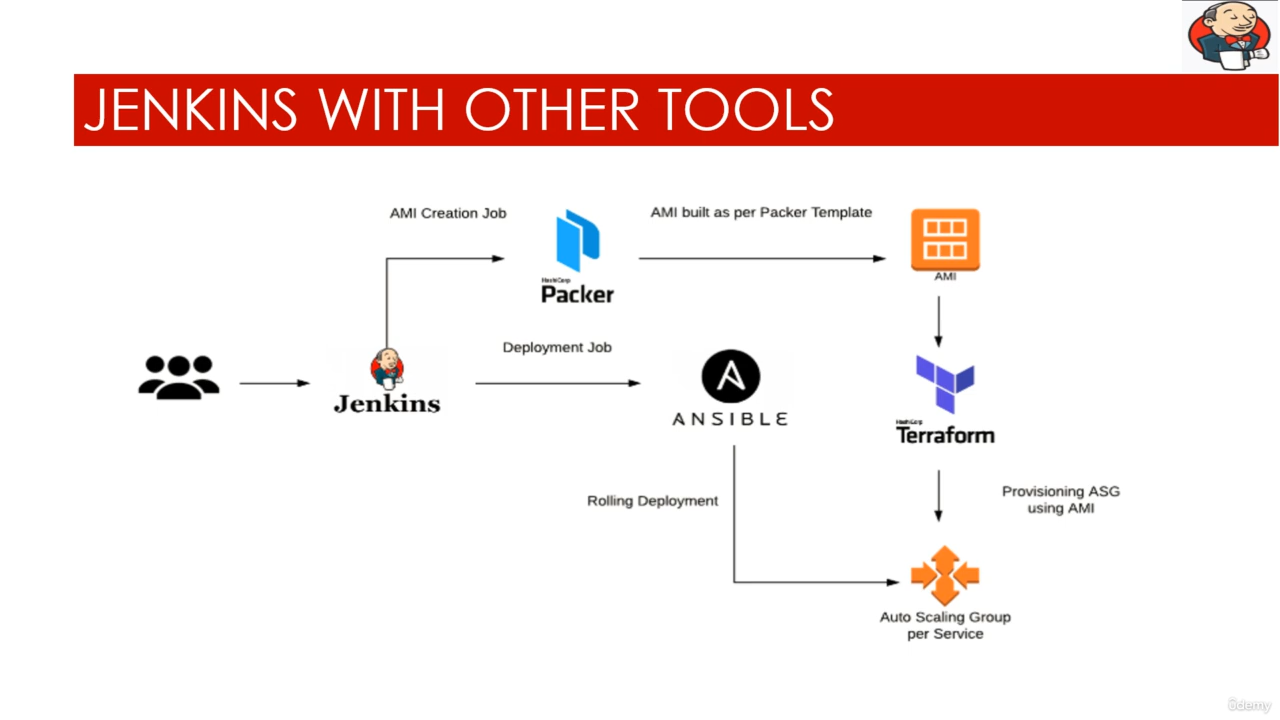 JENKINS WITH OTHER TOOLS
AMI Creation Job
AMI built as per Packer Template
HashiCorp
Packer
AMI
Deployment Job
Jenkins
ANSIBLE
HashiCorp
Terraform
Rolling Deployment
Provisioning ASG
using AMI
Auto Scaling Group
per Service
ûdemy